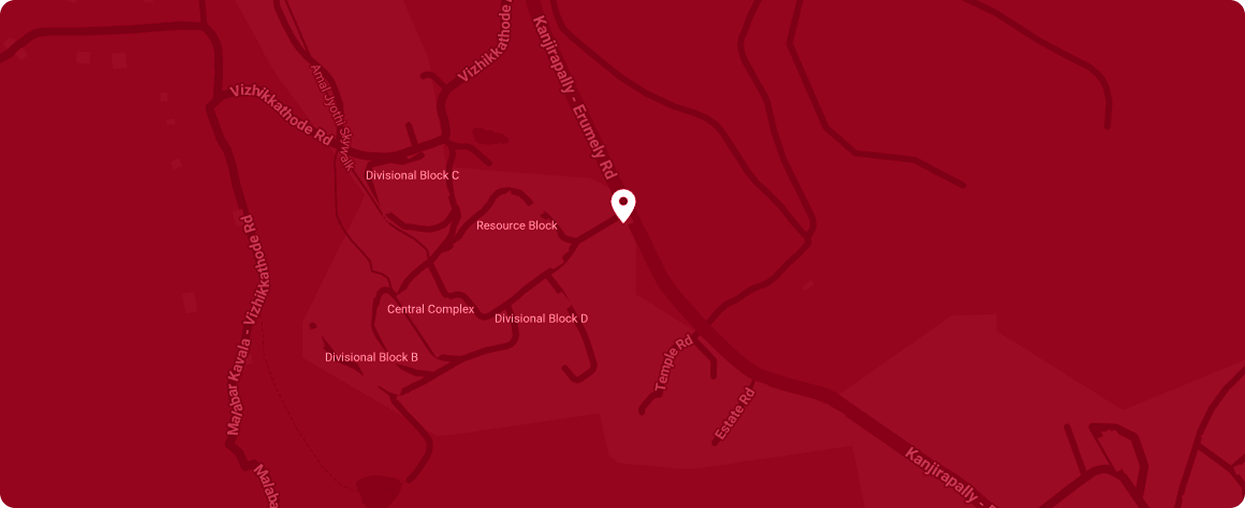 Vizhikkathode
Kanjirapally - Erumely Rd
Vizhikkathode Rd
Amal Jyothi Skywalk
Divisional Block C
Resource Block
Malabar Kavala - Vizhikkathode Rd
Central Complex
Divisional Block D
Divisional Block B
Temple Rd
Estate Rd
Kanjirapally -
Malaba